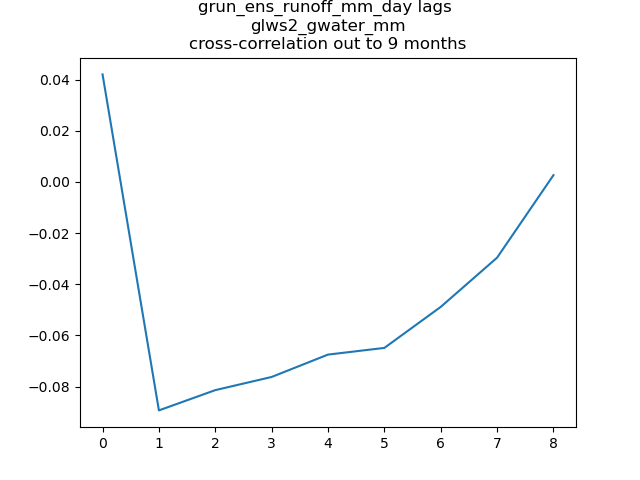 grun_ens_runoff_mm_day lags
glws2_gwater_mm
cross-correlation out to 9 months
0.04
0.02
0.00
−0.02
−0.04
−0.06
−0.08
0 1 2 3 4 5 6 7 8